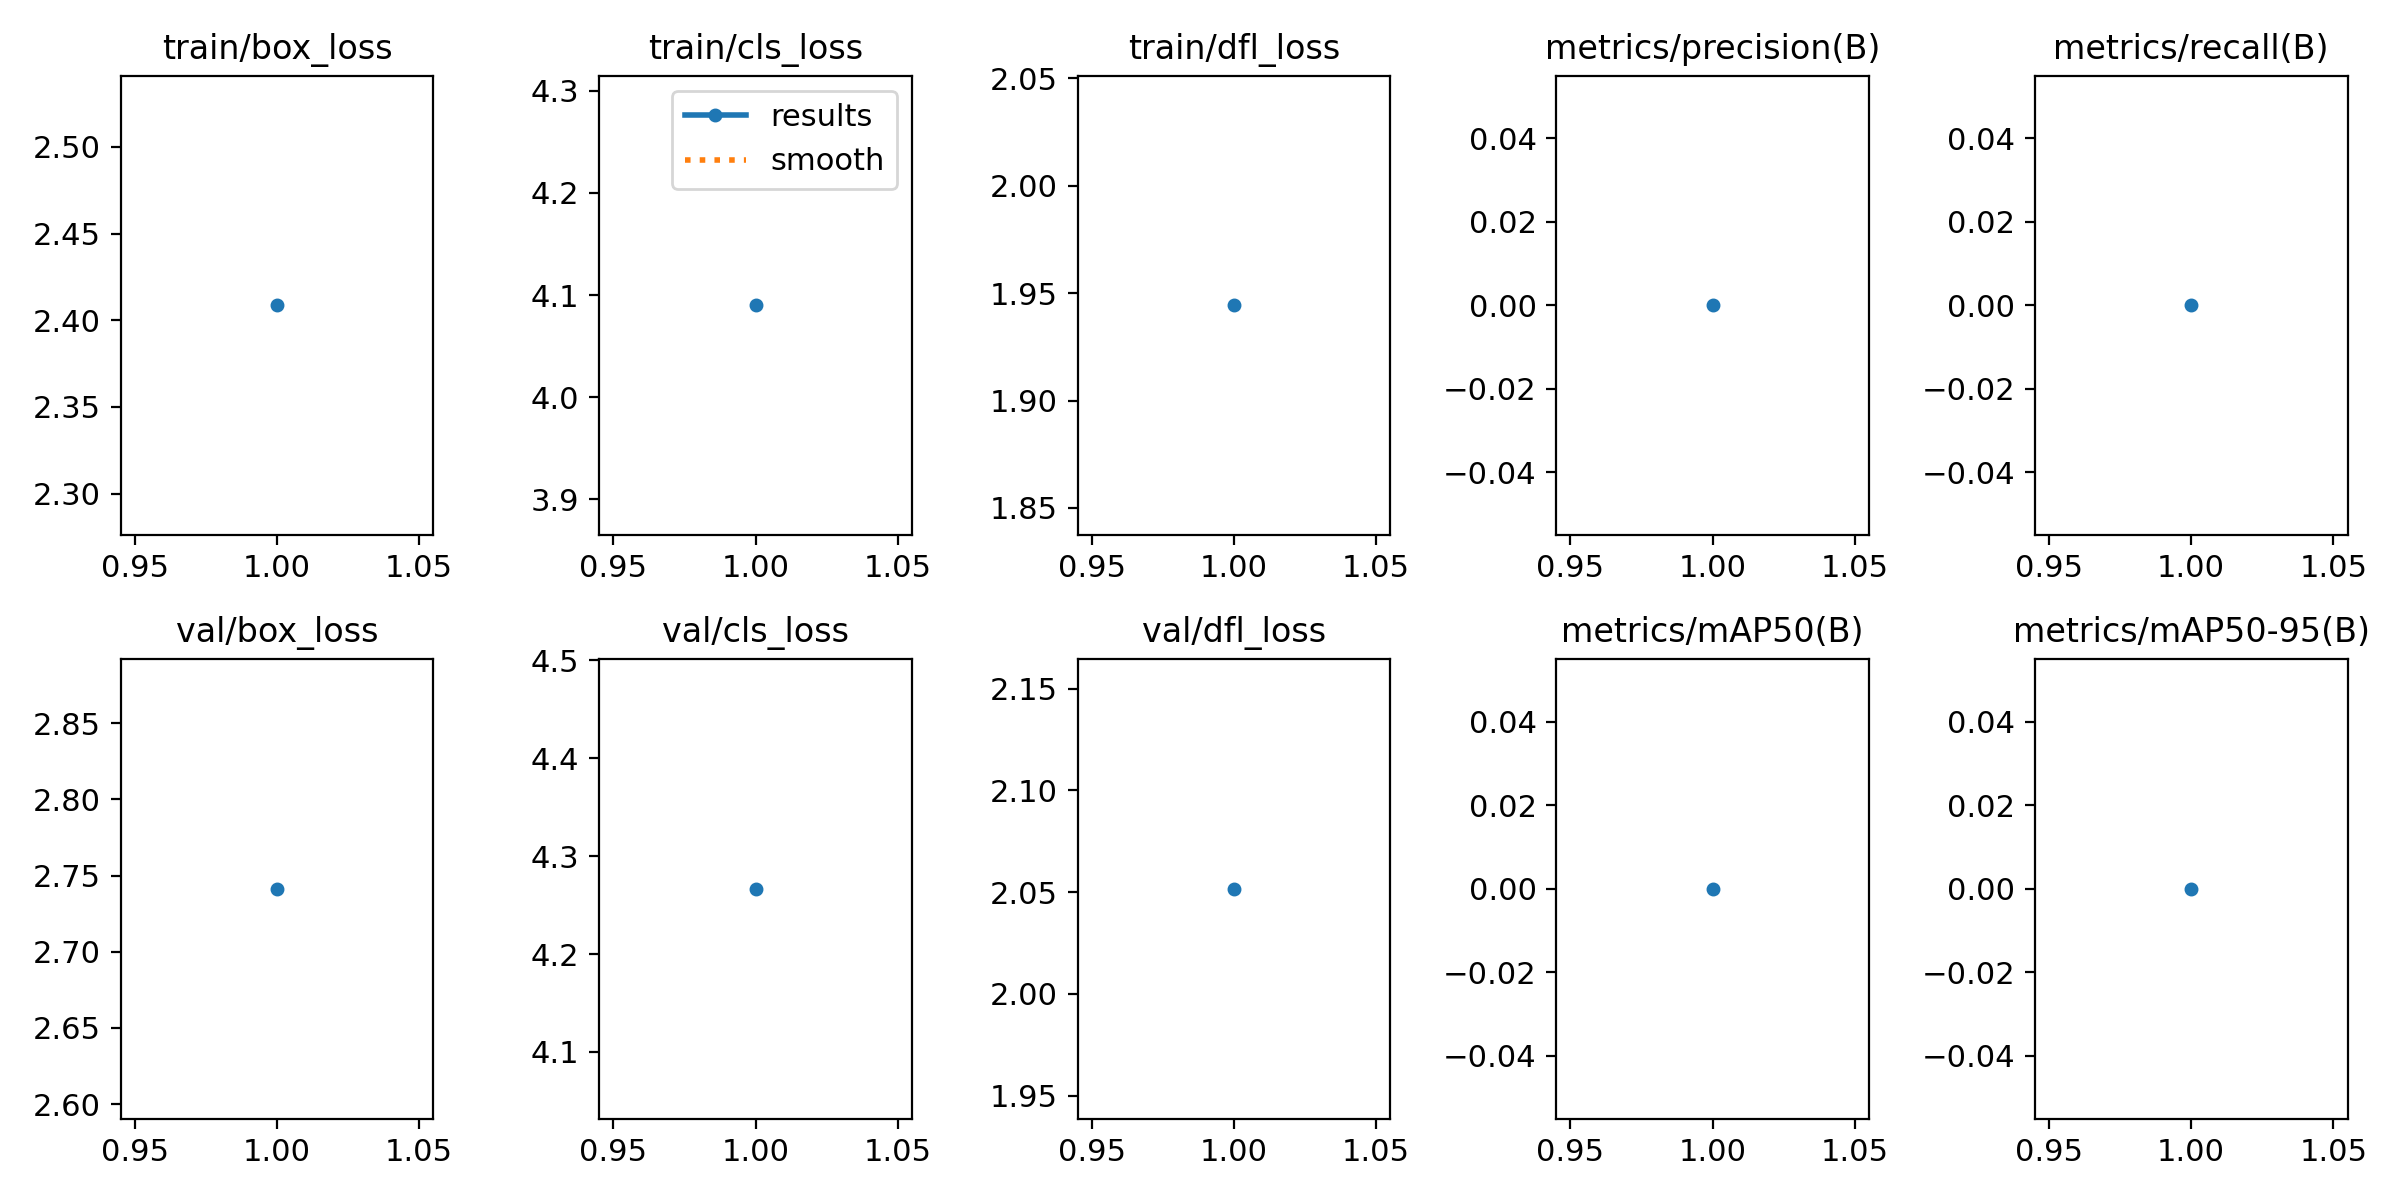 train/box_loss
2.50
2.45
2.40
2.35
2.30
0.95 1.00 1.05
train/cls_loss
results
smooth
4.3
4.2
4.1
4.0
3.9
0.95 1.00 1.05
train/dfl_loss
2.05
2.00
1.95
1.90
1.85
0.95 1.00 1.05
metrics/precision(B)
0.04
0.02
0.00
−0.02
−0.04
0.95 1.00 1.05
metrics/recall(B)
0.04
0.02
0.00
−0.02
−0.04
0.95 1.00 1.05
val/box_loss
2.85
2.80
2.75
2.70
2.65
2.60
0.95 1.00 1.05
val/cls_loss
4.5
4.4
4.3
4.2
4.1
0.95 1.00 1.05
val/dfl_loss
2.15
2.10
2.05
2.00
1.95
0.95 1.00 1.05
metrics/mAP50(B)
0.04
0.02
0.00
−0.02
−0.04
0.95 1.00 1.05
metrics/mAP50-95(B)
0.04
0.02
0.00
−0.02
−0.04
0.95 1.00 1.05